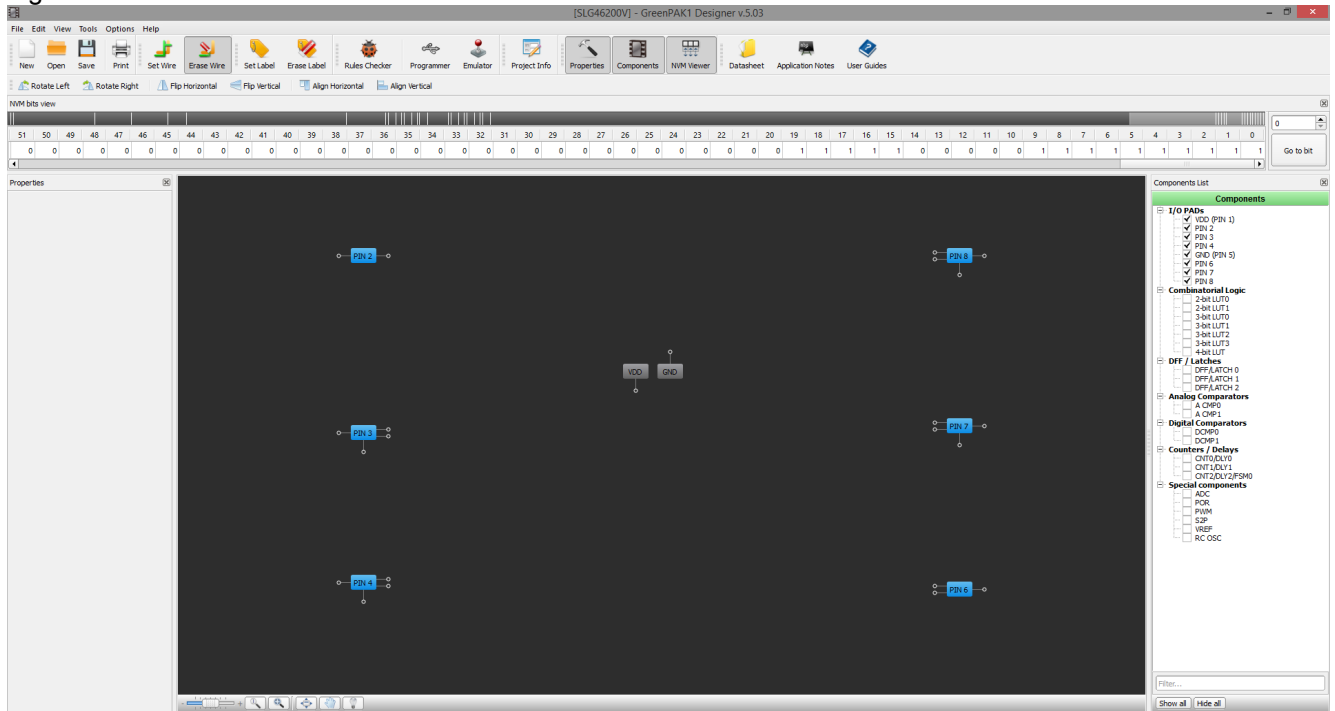 [SLG46200V] - GreenPAK1 Designer v.5.03
File Edit View Tools Options Help
New Open Save Print Set Wire Erase Wire Set Label Erase Label Rules Checker Programmer Emulator Project Info Properties Components NVM Viewer Datasheet Application Notes User Guides
Rotate Left Rotate Right Flip Horizontal Flip Vertical Align Horizontal Align Vertical
NVM bits view
0
51 50 49 48 47 46 45 44 43 42 41 40 39 38 37 36 35 34 33 32 31 30 29 28 27 26 25 24 23 22 21 20 19 18 17 16 15 14 13 12 11 10 9 8 7 6 5 4 3 2 1 0
0 0 0 0 0 0 0 0 0 0 0 0 0 0 0 0 0 0 0 0 0 0 0 0 0 0 0 0 0 0 0 0 1 1 1 1 1 0 0 0 0 0 1 1 1 1 1 1 1 1 1 1 Go to bit
Properties
Components List
Components
I/O PADs
VDD (PIN 1)
PIN 2
PIN 3
PIN 4
GND (PIN 5)
PIN 6
PIN 7
PIN 8
Combinatorial Logic
2-bit LUT0
2-bit LUT1
3-bit LUT0
3-bit LUT1
3-bit LUT2
3-bit LUT3
4-bit LUT
DFF / Latches
DFF/LATCH 0
DFF/LATCH 1
DFF/LATCH 2
Analog Comparators
A CMP0
A CMP1
Digital Comparators
DCMP0
DCMP1
Counters / Delays
CNT0/DLY0
CNT1/DLY1
CNT2/DLY2/FSM0
Special components
ADC
POR
PWM
S2P
VREF
RC OSC
PIN 2 PIN 8
VDD GND
PIN 3 PIN 7
PIN 4 PIN 6
Filter...
Show all Hide all